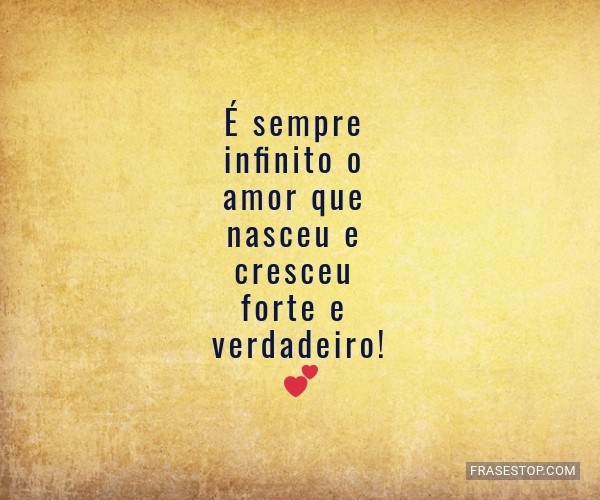 É sempre
infinito o
amor que
nasceu e
cresceu
forte e
verdadeiro!
💕
FRASESTOP.COM